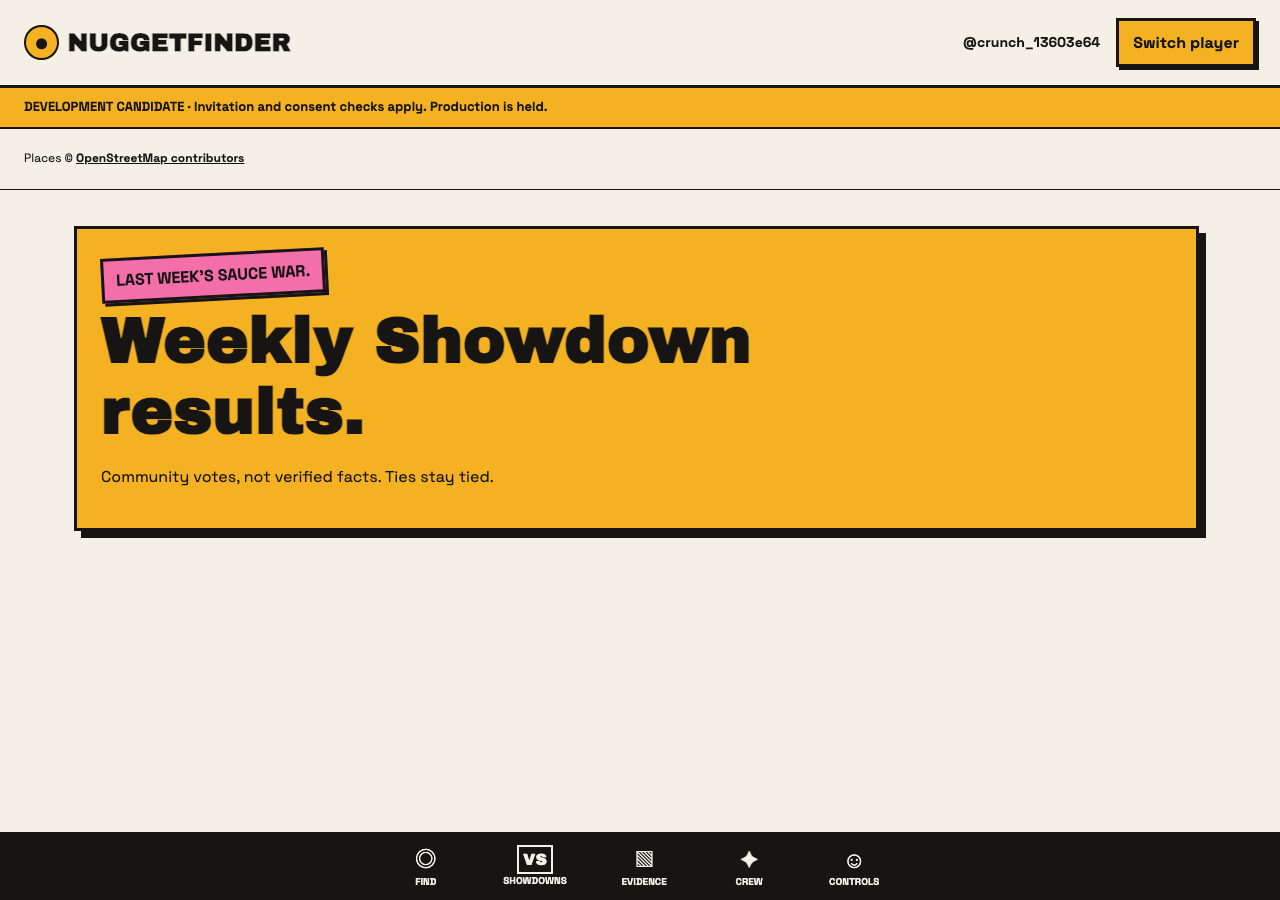 NUGGETFINDER
@crunch_13603e64
Switch player
DEVELOPMENT CANDIDATE · Invitation and consent checks apply. Production is held.
Places © OpenStreetMap contributors
LAST WEEK’S SAUCE WAR.
Weekly Showdown
results.
Community votes, not verified facts. Ties stay tied.
VS
FIND
SHOWDOWNS
EVIDENCE
CREW
CONTROLS